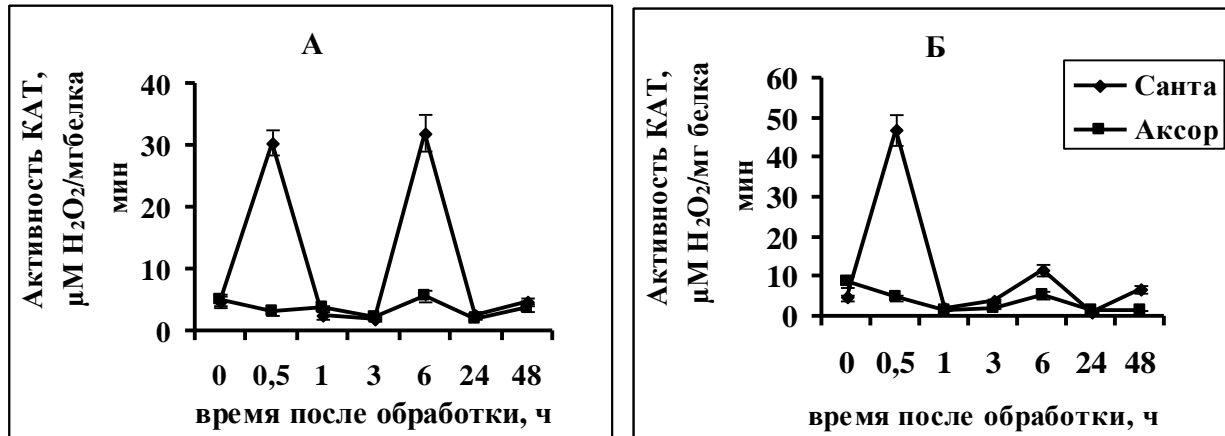 А
Активность КАТ,
µМ H₂O₂/мгбелка
мин
40
30
20
10
0
0 0,5 1 3 6 24 48
время после обработки, ч
Б
Активность КАТ,
µМ H₂O₂/мг белка
мин
60
50
40
30
20
10
0
0 0,5 1 3 6 24 48
время после обработки, ч
Санта
Аксор